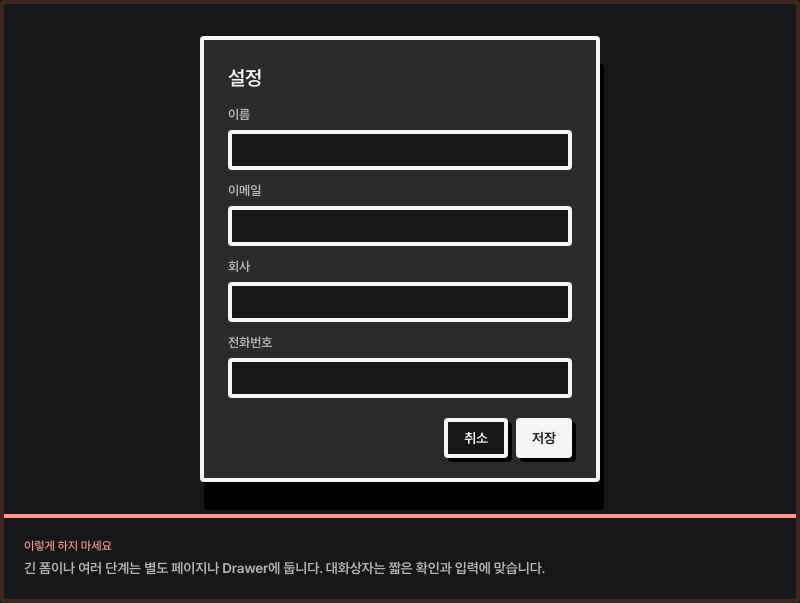 설정
이름
이메일
회사
전화번호
취소
저장
이렇게 하지 마세요
긴 폼이나 여러 단계는 별도 페이지나 Drawer에 둡니다. 대화상자는 짧은 확인과 입력에 맞습니다.